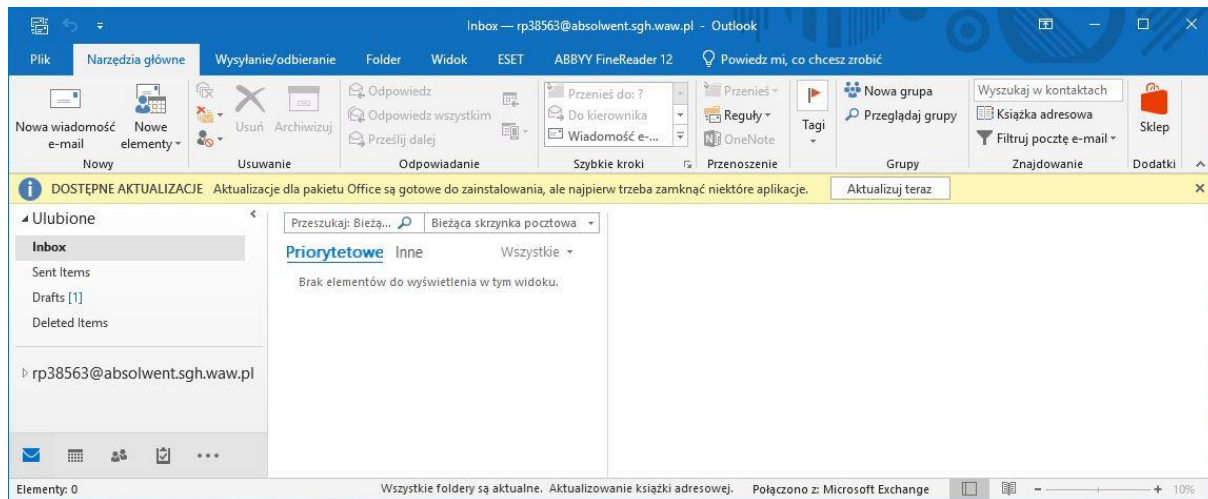 Inbox — rp38563@absolwent.sgh.waw.pl - Outlook
Plik Narzędzia główne Wysyłanie/odbieranie Folder Widok ESET ABBYY FineReader 12 Powiedz mi, co chcesz zrobić
Nowa wiadomość e-mail
Nowe elementy
Nowy
Usuń
Archiwizuj
Usuwanie
Odpowiedz
Odpowiedz wszystkim
Prześlij dalej
Odpowiadanie
Przenieś do: ?
Do kierownika
Wiadomość e-...
Szybkie kroki
Przenieś
Reguły
OneNote
Przenoszenie
Tagi
Nowa grupa
Przeglądaj grupy
Grupy
Wyszukaj w kontaktach
Książka adresowa
Filtruj pocztę e-mail
Znajdowanie
Sklep
Dodatki
DOSTĘPNE AKTUALIZACJE Aktualizacje dla pakietu Office są gotowe do zainstalowania, ale najpierw trzeba zamknąć niektóre aplikacje. Aktualizuj teraz
Ulubione
Inbox
Sent Items
Drafts [1]
Deleted Items
rp38563@absolwent.sgh.waw.pl
Przeszukaj: Bieżą... Bieżąca skrzynka pocztowa
Priorytetowe Inne Wszystkie
Brak elementów do wyświetlenia w tym widoku.
Elementy: 0 Wszystkie foldery są aktualne. Aktualizowanie książki adresowej. Połączono z: Microsoft Exchange 10%